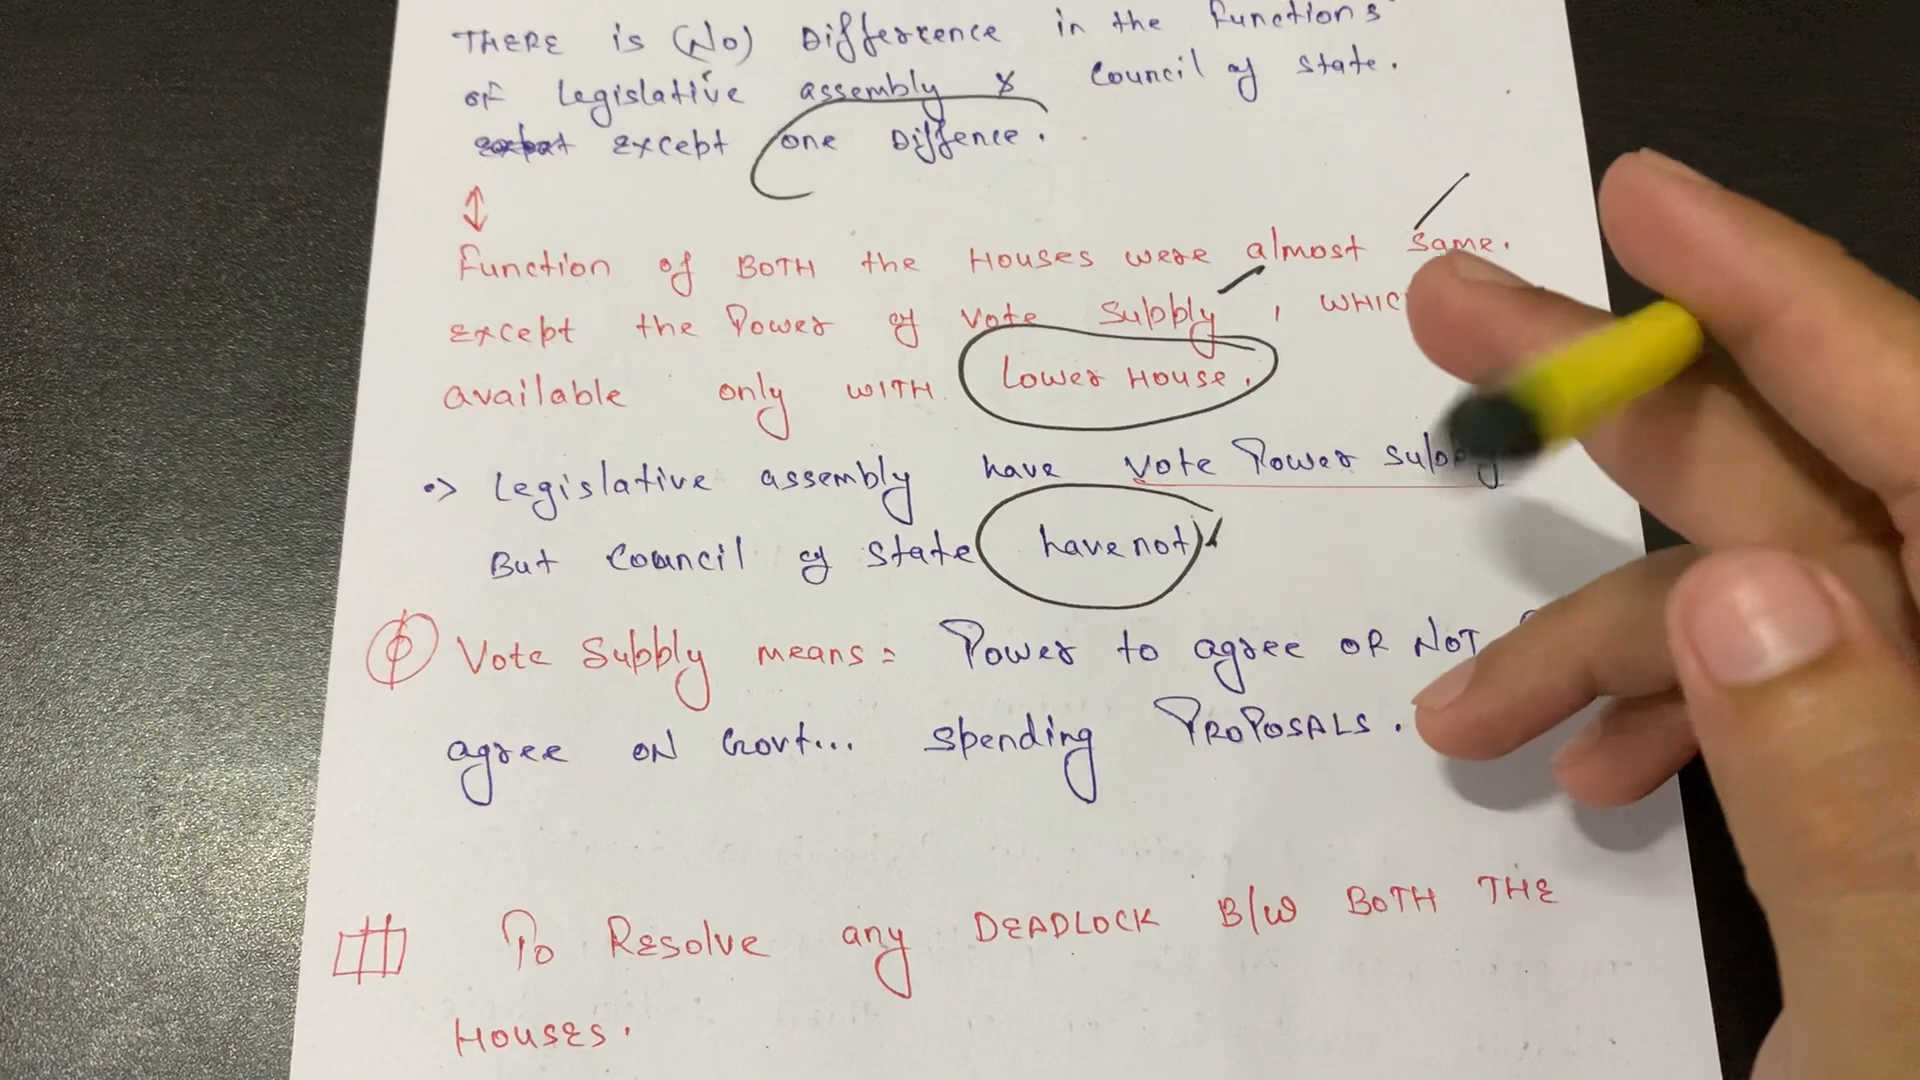 THERE is (No) Differrence in the functions
of legislative assembly & Council of state.
except one Diffence.
function of BOTH the Houses were almost same.
except the Power of Vote Subbly , WHIC
available only WITH Lower House.
Legislative assembly have vote Power Subbly
But Council of state have not
Vote Subbly means = Power to agree OR NOT
agree ON Govt... spending PROPOSALS.
To Resolve any DEADLOCK B/W BOTH THE
Houses.